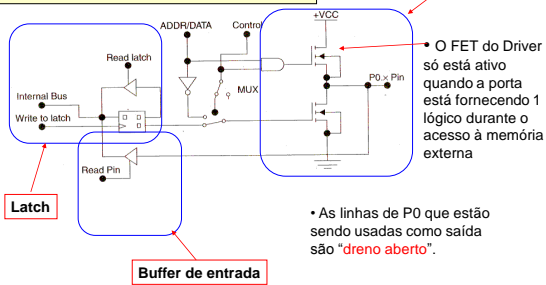 ADDR/DATA
Control
+VCC
Read latch
MUX
P0.x Pin
Internal Bus
Write to latch
Read Pin
Latch
Buffer de entrada
• O FET do Driver
só está ativo
quando a porta
está fornecendo 1
lógico durante o
acesso à memória
externa
• As linhas de P0 que estão
sendo usadas como saída
são “dreno aberto”.